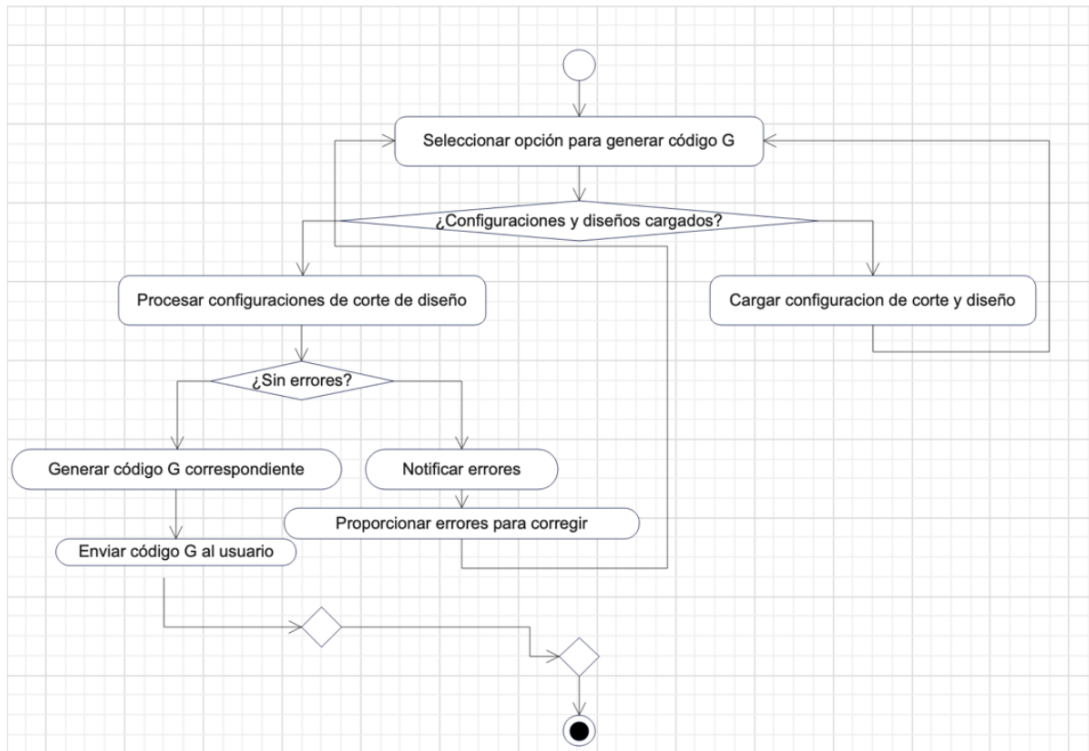 Seleccionar opción para generar código G
¿Configuraciones y diseños cargados?
Procesar configuraciones de corte de diseño
Cargar configuracion de corte y diseño
¿Sin errores?
Generar código G correspondiente
Notificar errores
Proporcionar errores para corregir
Enviar código G al usuario